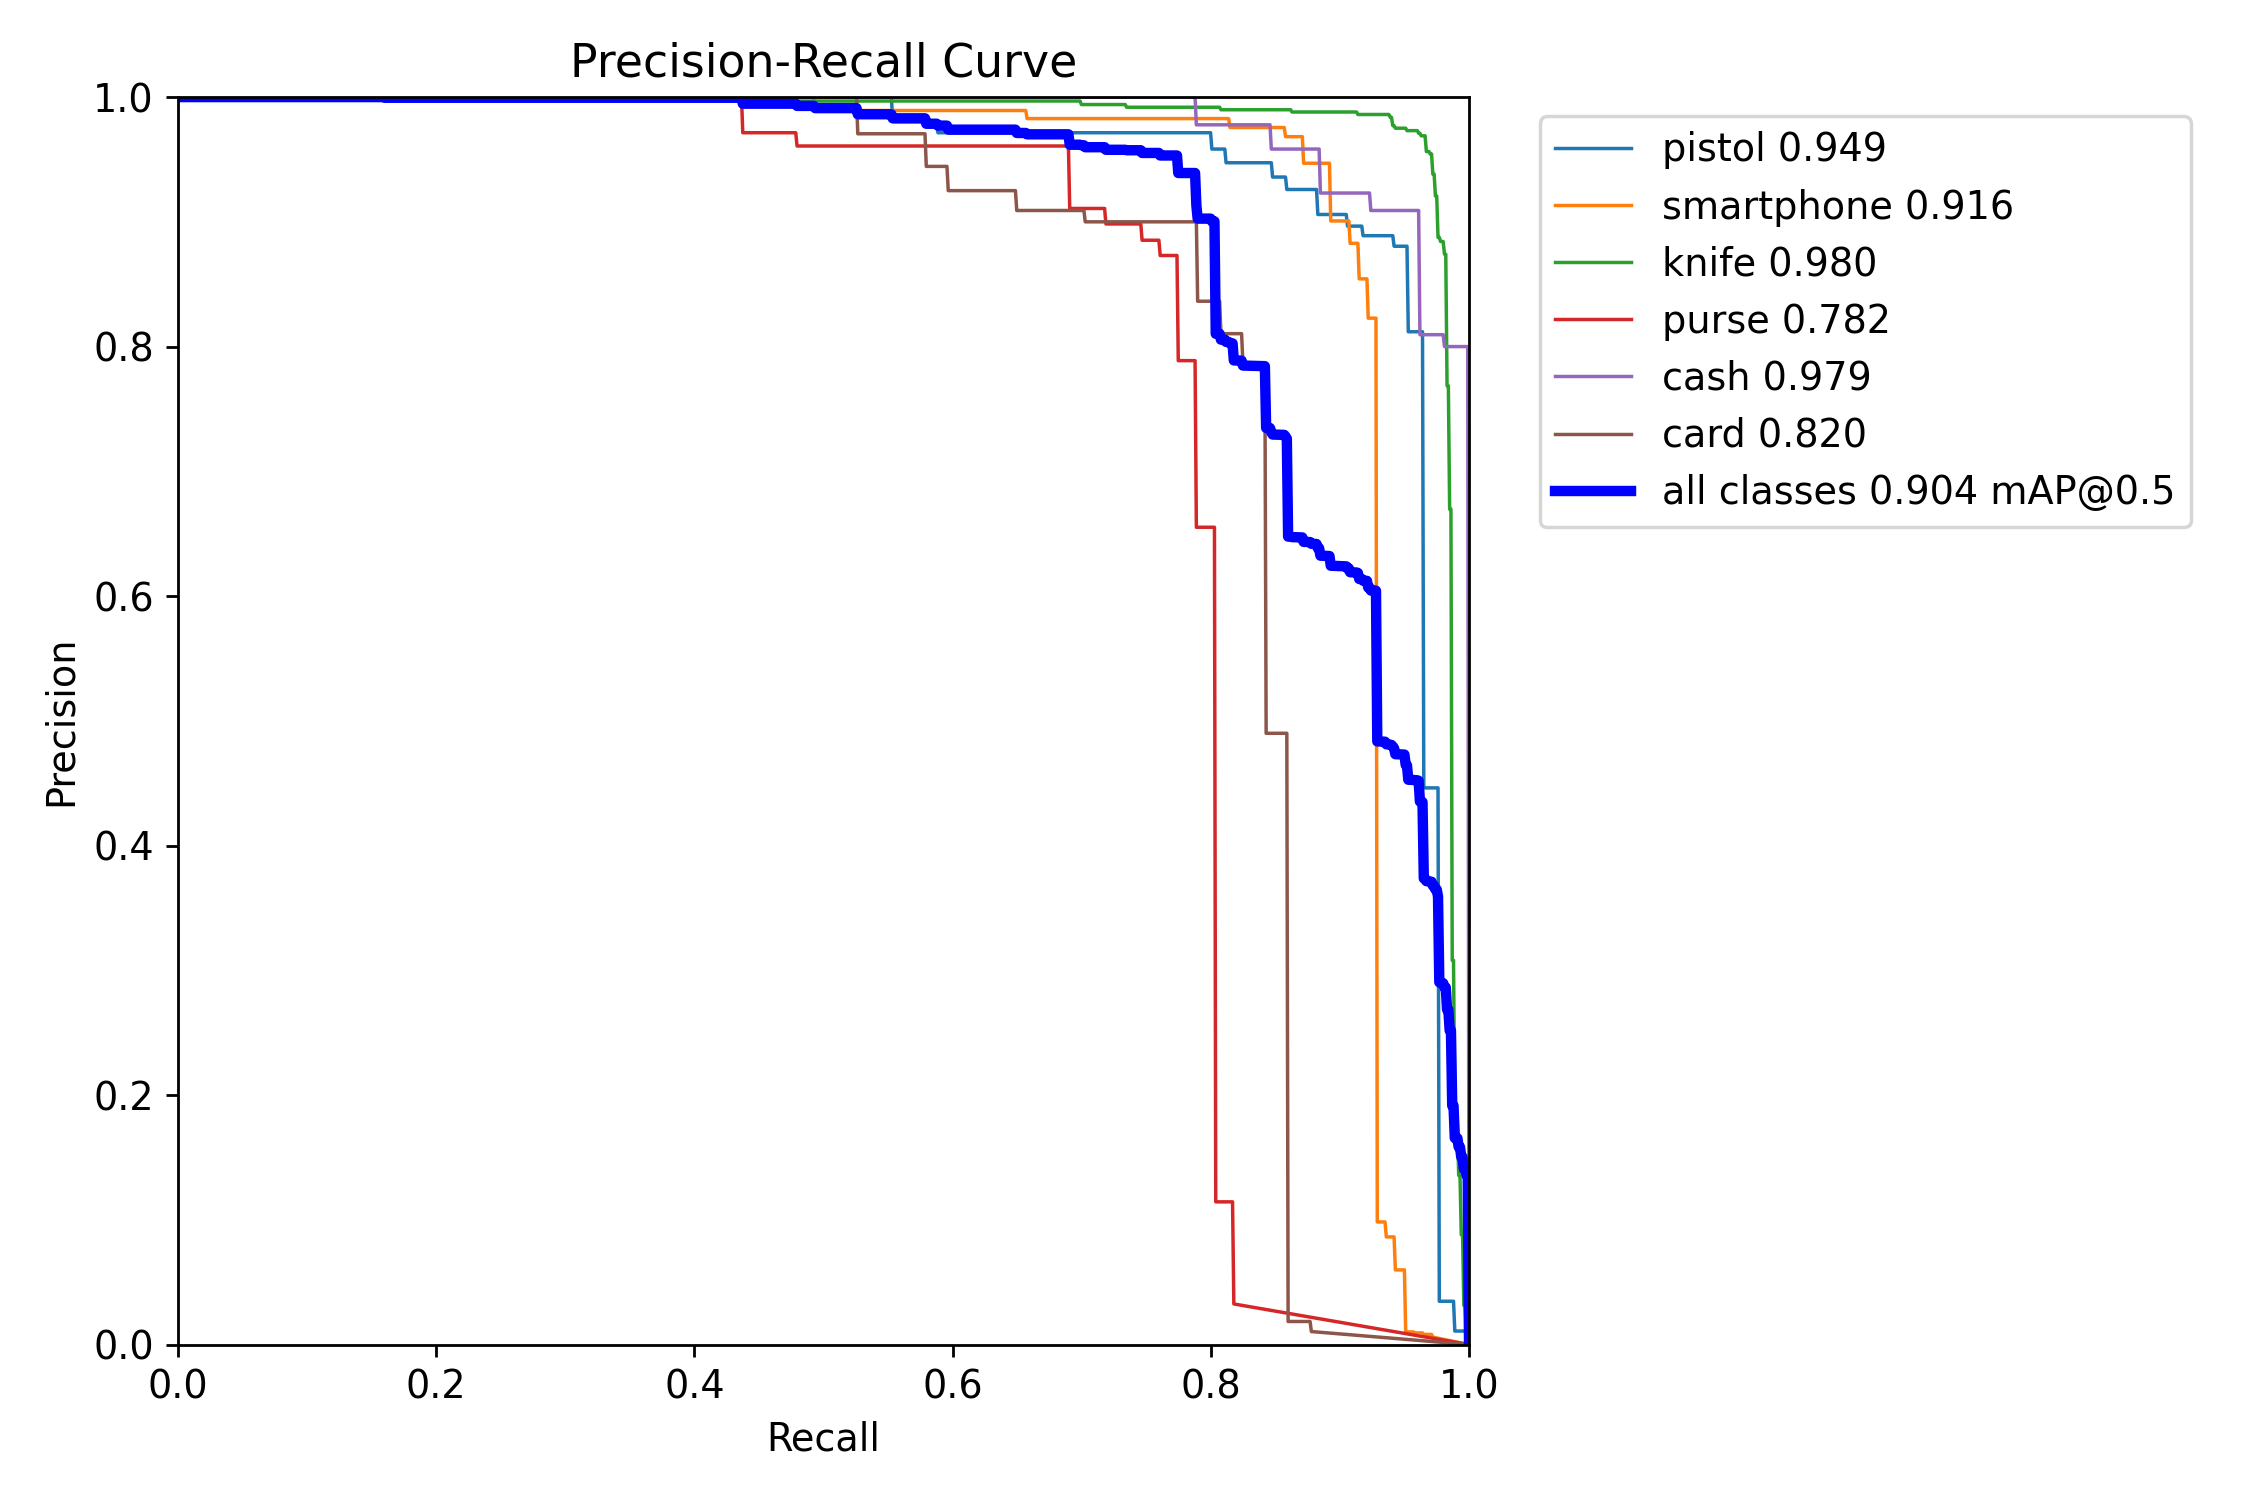 Precision-Recall Curve
1.0
0.8
0.6
0.4
0.2
0.0
Precision
0.0 0.2 0.4 0.6 0.8 1.0
Recall
pistol 0.949
smartphone 0.916
knife 0.980
purse 0.782
cash 0.979
card 0.820
all classes 0.904 mAP@0.5